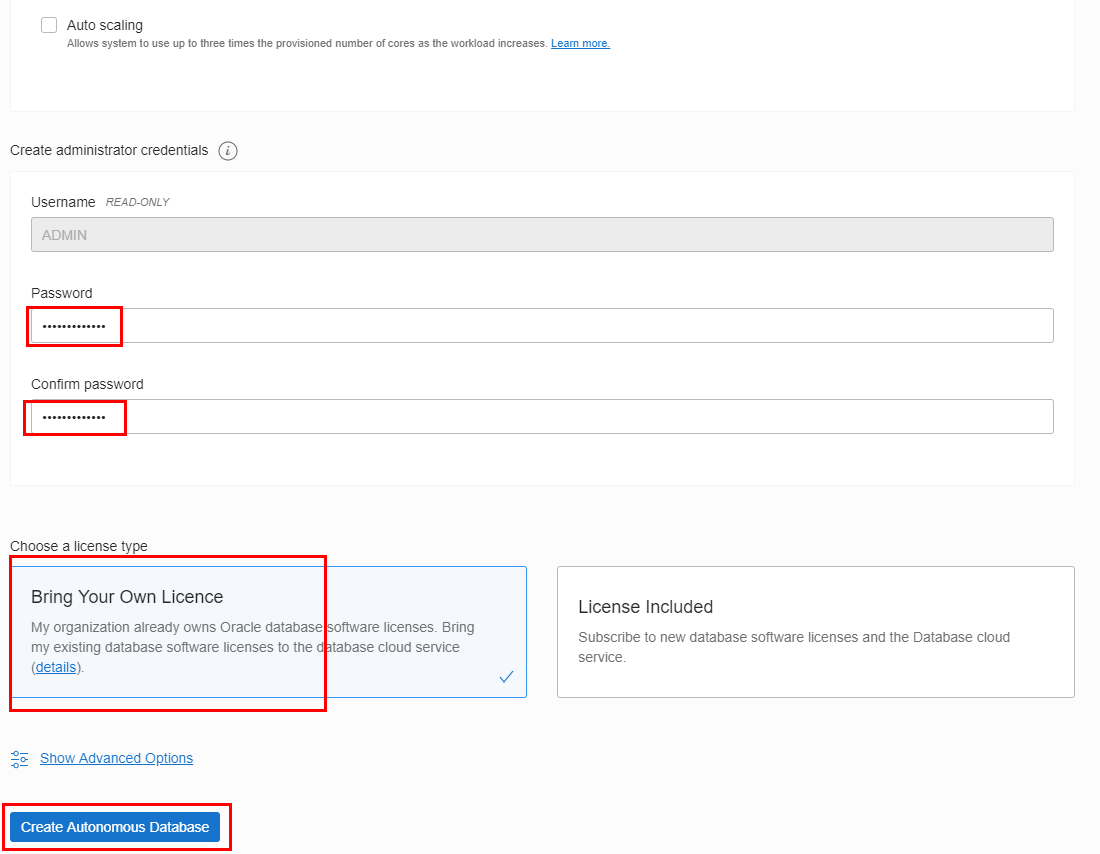 Auto scaling
Allows system to use up to three times the provisioned number of cores as the workload increases. Learn more.
Create administrator credentials i
Username READ-ONLY
ADMIN
Password
•••••••••••••
Confirm password
•••••••••••••
Choose a license type
Bring Your Own Licence
My organization already owns Oracle database software licenses. Bring
my existing database software licenses to the database cloud service
(details).
License Included
Subscribe to new database software licenses and the Database cloud
service.
Show Advanced Options
Create Autonomous Database